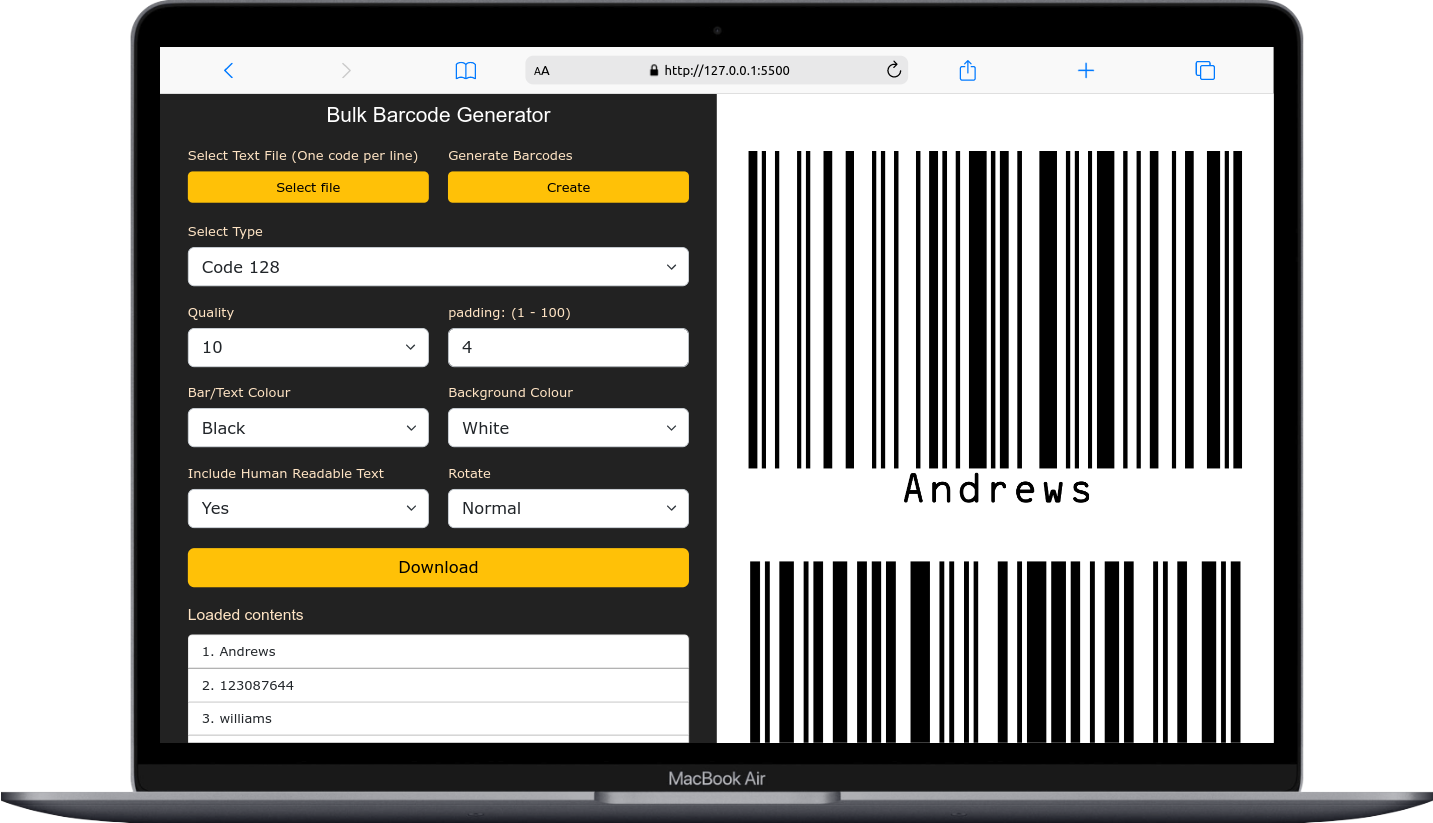 AA http://127.0.0.1:5500
Bulk Barcode Generator
Select Text File (One code per line) Generate Barcodes
Select file Create
Select Type
Code 128
Quality padding: (1 - 100)
10 4
Bar/Text Colour Background Colour
Black White
Include Human Readable Text Rotate
Yes Normal
Download
Loaded contents
1. Andrews
2. 123087644
3. williams
Andrews
MacBook Air